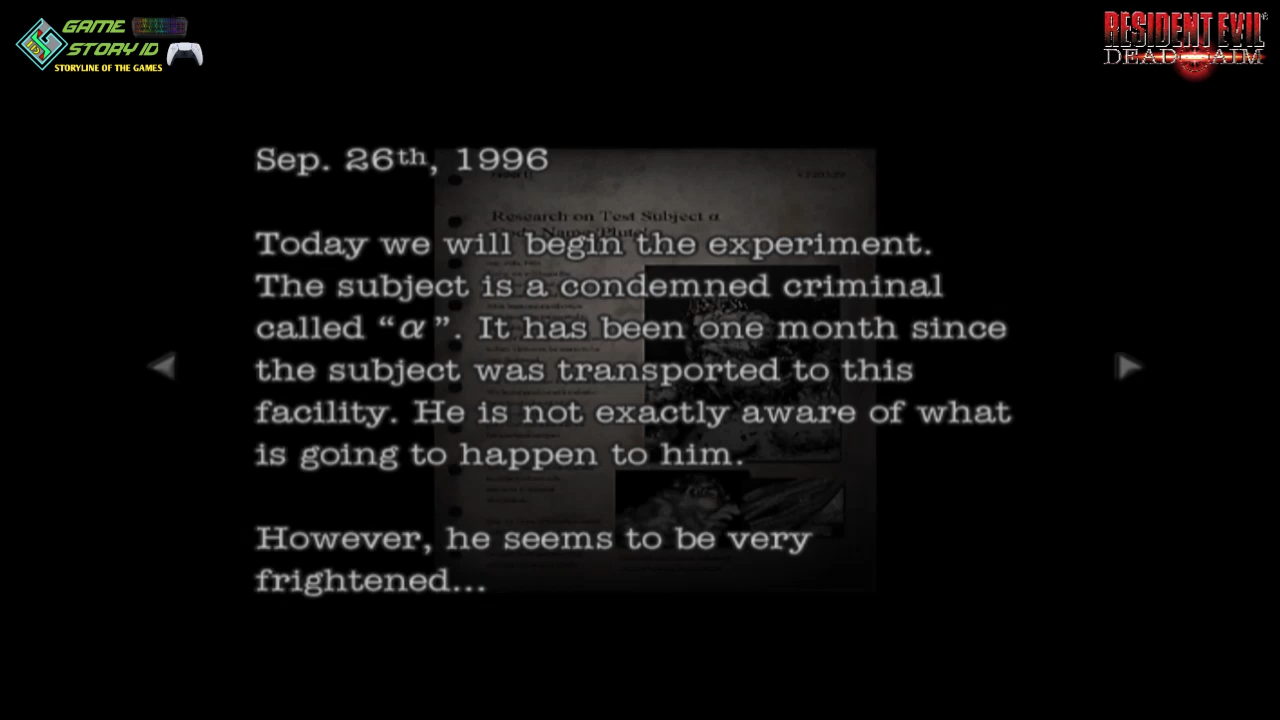 GAME
STORY ID
STORYLINE OF THE GAMES
RESIDENT EVIL
DEAD AIM
Sep. 26th, 1996
Research on Test Subject α
Today we will begin the experiment.
The subject is a condemned criminal
called “α”. It has been one month since
the subject was transported to this
facility. He is not exactly aware of what
is going to happen to him.
However, he seems to be very
frightened...